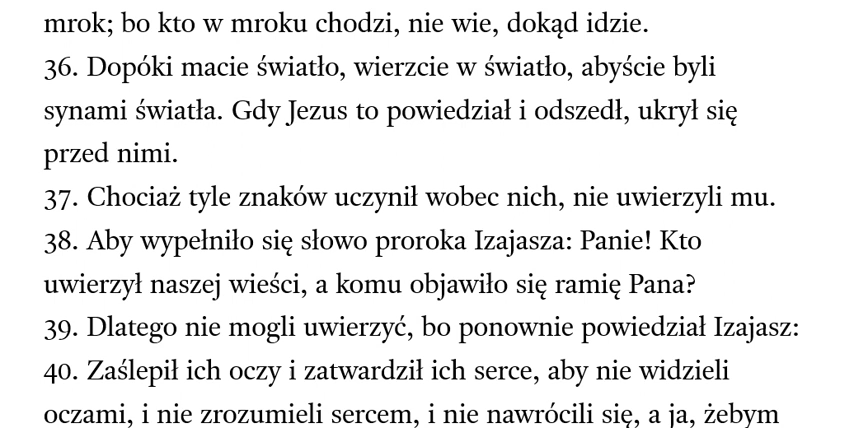 mrok; bo kto w mroku chodzi, nie wie, dokąd idzie.
36. Dopóki macie światło, wierzcie w światło, abyście byli
synami światła. Gdy Jezus to powiedział i odszedł, ukrył się
przed nimi.
37. Chociaż tyle znaków uczynił wobec nich, nie uwierzyli mu.
38. Aby wypełniło się słowo proroka Izajasza: Panie! Kto
uwierzył naszej wieści, a komu objawiło się ramię Pana?
39. Dlatego nie mogli uwierzyć, bo ponownie powiedział Izajasz:
40. Zaślepił ich oczy i zatwardził ich serce, aby nie widzieli
oczami, i nie zrozumieli sercem, i nie nawrócili się, a ja, żebym